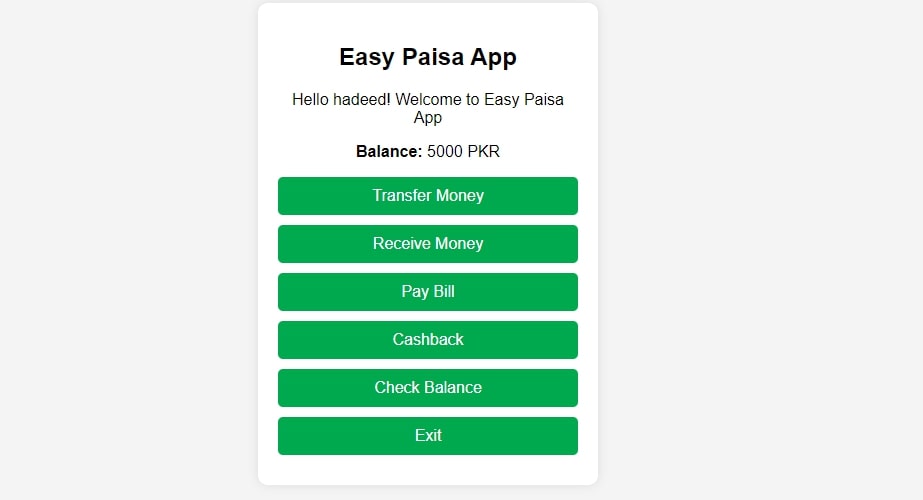 Easy Paisa App
Hello hadeed! Welcome to Easy Paisa
App
Balance: 5000 PKR
Transfer Money
Receive Money
Pay Bill
Cashback
Check Balance
Exit